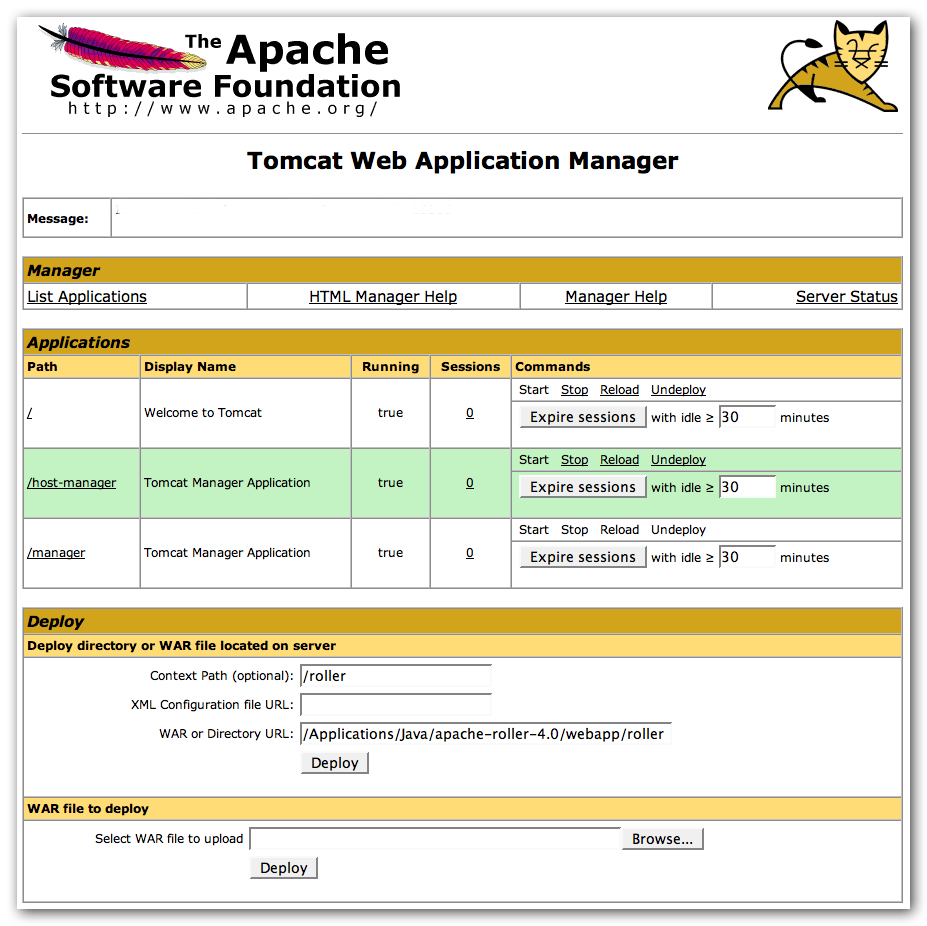 The Apache
Software Foundation
http://www.apache.org/
Tomcat Web Application Manager
Message:
Manager
List Applications HTML Manager Help Manager Help Server Status
Applications
Path Display Name Running Sessions Commands
Start Stop Reload Undeploy
/ Welcome to Tomcat true 0
Expire sessions with idle ≥ 30 minutes
Start Stop Reload Undeploy
/host-manager Tomcat Manager Application true 0
Expire sessions with idle ≥ 30 minutes
Start Stop Reload Undeploy
/manager Tomcat Manager Application true 0
Expire sessions with idle ≥ 30 minutes
Deploy
Deploy directory or WAR file located on server
Context Path (optional): /roller
XML Configuration file URL:
WAR or Directory URL: /Applications/Java/apache-roller-4.0/webapp/roller
Deploy
WAR file to deploy
Select WAR file to upload Browse...
Deploy